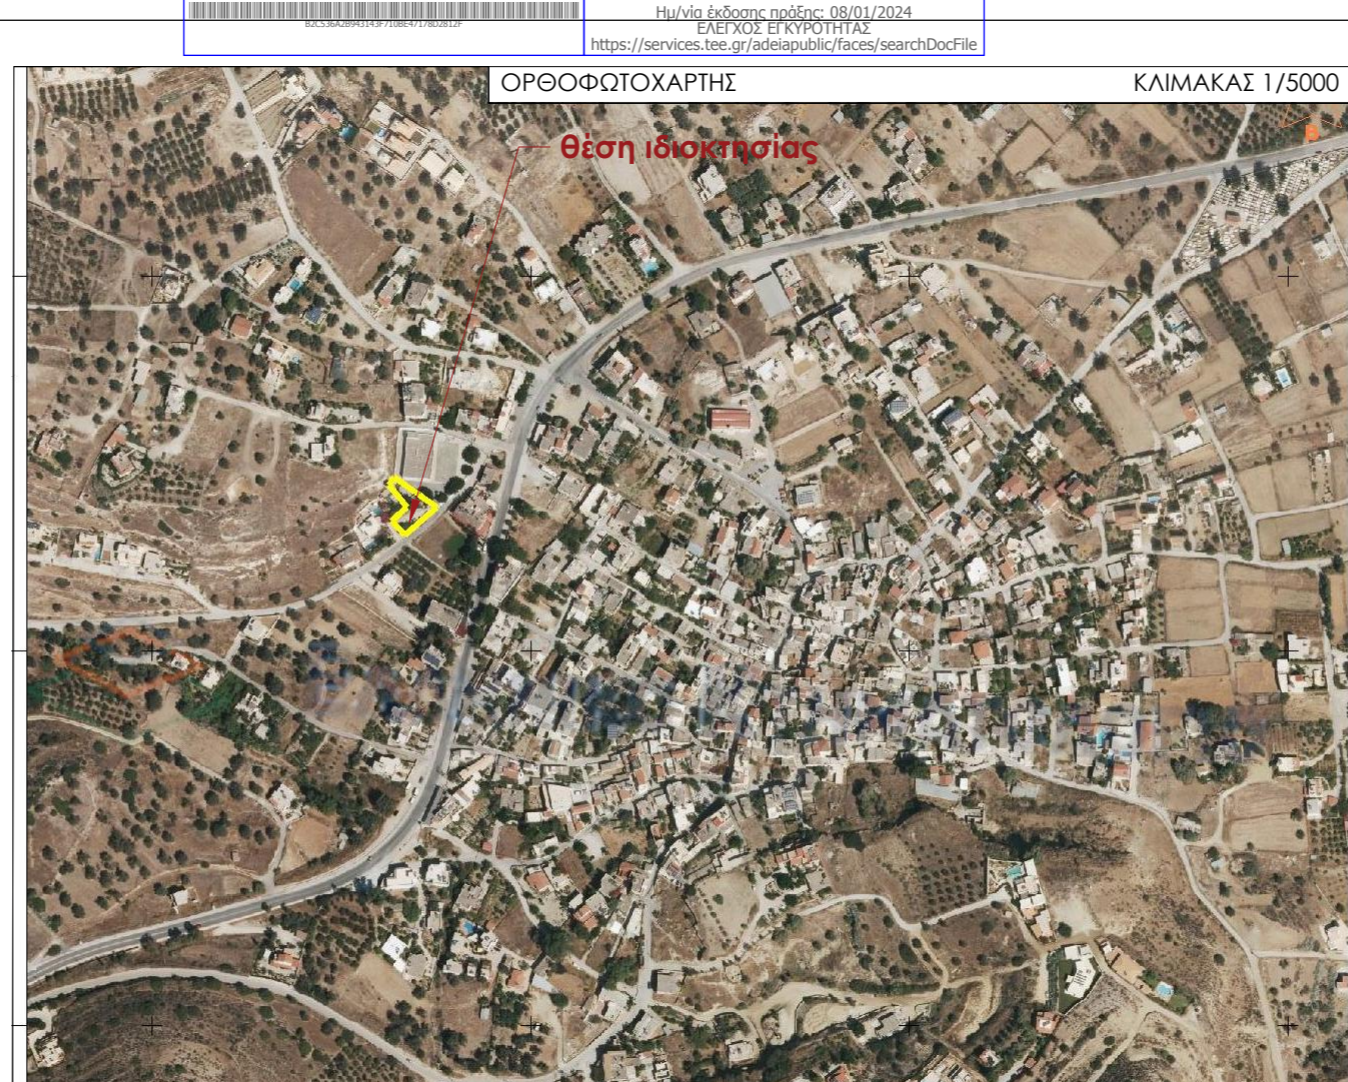 Ημ/νία έκδοσης πράξης: 08/01/2024
ΕΛΕΓΧΟΣ ΕΓΚΥΡΟΤΗΤΑΣ
https://services.tee.gr/adeiapublic/faces/searchDocFile
ΟΡΘΟΦΩΤΟΧΑΡΤΗΣ ΚΛΙΜΑΚΑΣ 1/5000
θέση ιδιοκτησίας
B